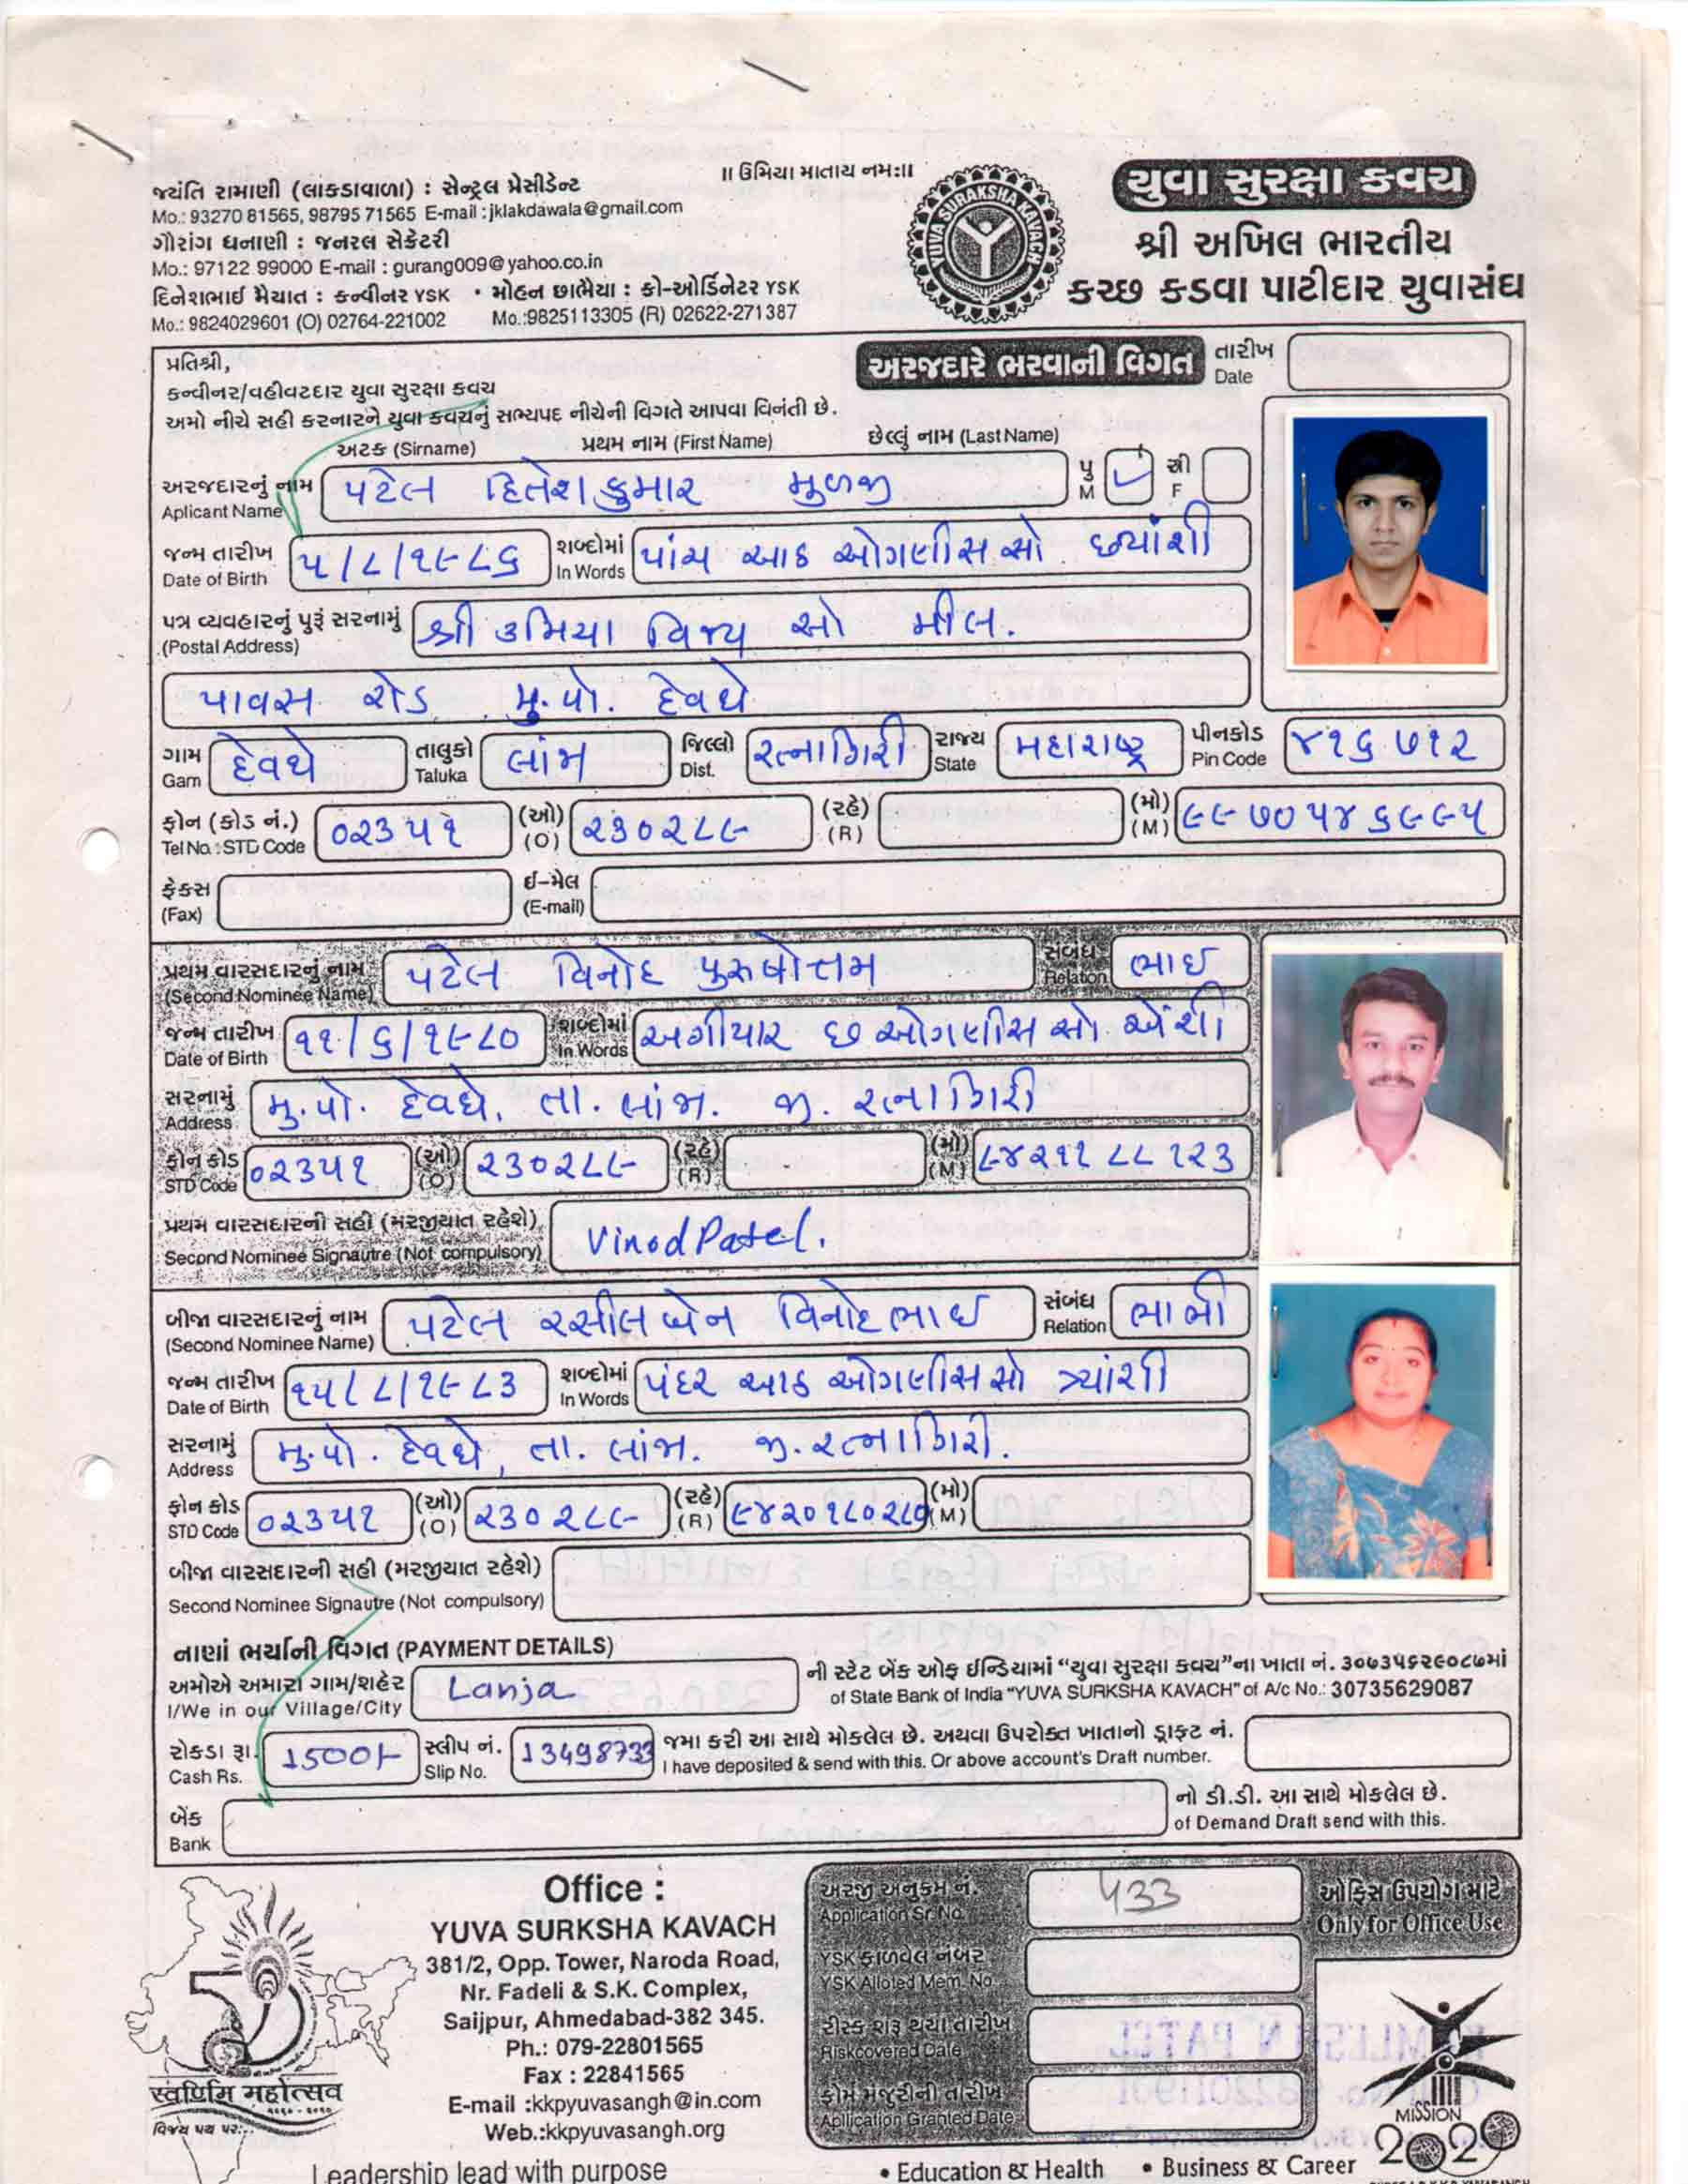 ॥ ઉમિયા માતાય નમઃ॥
જયંતિ રામાણી (લાકડાવાળા) : સેન્ટ્રલ પ્રેસીડેન્ટ
Mo.: 93270 81565, 98795 71565 E-mail : jklakdawala@gmail.com
ગૌરાંગ ધનાણી : જનરલ સેક્રેટરી
Mo.: 97122 99000 E-mail : gurang009@yahoo.co.in
દિનેશભાઈ મૈયાત : કન્વીનર YSK • મોહન છાભૈયા : કો-ઓર્ડિનેટર YSK
Mo.: 9824029601 (O) 02764-221002 Mo.:9825113305 (R) 02622-271387
YUVA SURAKSHA KAVACH
યુવા સુરક્ષા કવચ
શ્રી અખિલ ભારતીય
કચ્છ કડવા પાટીદાર યુવાસંઘ
પ્રતિશ્રી,
કન્વીનર/વહીવટદાર યુવા સુરક્ષા કવચ
અમો નીચે સહી કરનારને યુવા કવચનું સભ્યપદ નીચેની વિગતે આપવા વિનંતી છે.
અરજદારે ભરવાની વિગત તારીખ Date
અટક (Sirname) પ્રથમ નામ (First Name) છેલ્લું નામ (Last Name)
અરજદારનું નામ Aplicant Name પટેલ હિતેશકુમાર મુળજી પુ M સ્રી F
જન્મ તારીખ Date of Birth ૫/૮/૧૯૮૬ શબ્દોમાં In Words પાંચ આઠ ઓગણીસ સો છયાંશી
પત્ર વ્યવહારનું પુરૂં સરનામું (Postal Address) શ્રી ઉમિયા વિજય સો મીલ.
પાવસ રોડ મુ.પો. દેવધે
ગામ Gam દેવધે તાલુકો Taluka લાંજા જિલ્લો Dist. રત્નાગિરી રાજ્ય State મહારાષ્ટ્ર પીનકોડ Pin Code ૪૧૬૭૧૨
ફોન (કોડ નં.) Tel No.:STD Code ૦૨૩૫૧ (ઓ) (O) ૨૩૦૨૮૯ (રહે) (R) (મો) (M) ૯૯૭૦૫૪૬૯૯૫
ફેક્સ (Fax) ઈ-મેલ (E-mail)
પ્રથમ વારસદારનું નામ (Second Nominee Name) પટેલ વિનોદ પુરુષોત્તમ સંબંધ Relation ભાઈ
જન્મ તારીખ Date of Birth ૧૧/૬/૧૯૮૦ શબ્દોમાં In Words અગીયાર છ ઓગણીસ સો એંશી
સરનામું Address મુ.પો. દેવધે, તા. લાંજા. જી. રત્નાગિરી
ફોન કોડ STD Code ૦૨૩૫૧ (ઓ) (O) ૨૩૦૨૮૯ (રહે) (R) (મો) (M) ૯૪૨૧૧૮૮૧૨૩
પ્રથમ વારસદારની સહી (મરજીયાત રહેશે)
Second Nominee Signautre (Not compulsory) Vinod Patel.
બીજા વારસદારનું નામ (Second Nominee Name) પટેલ રસીલબેન વિનોદભાઈ સંબંધ Relation ભાભી
જન્મ તારીખ Date of Birth ૧૫/૮/૧૯૮૩ શબ્દોમાં In Words પંદર આઠ ઓગણીસ સો ત્ર્યાંશી
સરનામું Address મુ.પો. દેવધે, તા. લાંજા. જી. રત્નાગિરી.
ફોન કોડ STD Code ૦૨૩૫૧ (ઓ) (O) ૨૩૦૨૮૯ (રહે) (R) ૯૪૨૦૧૮૦૨૮૭ (મો) (M)
બીજા વારસદારની સહી (મરજીયાત રહેશે)
Second Nominee Signautre (Not compulsory)
નાણાં ભર્યાની વિગત (PAYMENT DETAILS)
અમોએ અમારા ગામ/શહેર Lanja ની સ્ટેટ બેંક ઓફ ઈન્ડિયામાં “યુવા સુરક્ષા કવચ”ના ખાતા નં. ૩૦૭૩૫૬૨૯૦૮૭માં
I/We in our Village/City of State Bank of India “YUVA SURKSHA KAVACH” of A/c No.: 30735629087
રોકડા રૂા. Cash Rs. 1500/- સ્લીપ નં. Slip No. 13498733 જમા કરી આ સાથે મોકલેલ છે. અથવા ઉપરોક્ત ખાતાનો ડ્રાફ્ટ નં.
I have deposited & send with this. Or above account's Draft number.
બેંક Bank નો ડી.ડી. આ સાથે મોકલેલ છે.
of Demand Draft send with this.
Office :
YUVA SURKSHA KAVACH
381/2, Opp. Tower, Naroda Road,
Nr. Fadeli & S.K. Complex,
Saijpur, Ahmedabad-382 345.
Ph.: 079-22801565
Fax : 22841565
E-mail :kkpyuvasangh@in.com
Web.:kkpyuvasangh.org
અરજી અનુક્રમ નં. Application Sr. No. 433
YSK ફાળવેલ નંબર YSK Alloted Mem. No.
રીસ્ક શરૂ થયા તારીખ Riskcovered Date
ફોર્મ મંજૂરીની તારીખ Apllication Granted Date
ઓફિસ ઉપયોગ માટે
Only for Office Use
स्वर्णिम महोत्सव
વિજય પથ પર...
MISSION
2020
Leadership lead with purpose
• Education & Health • Business & Career